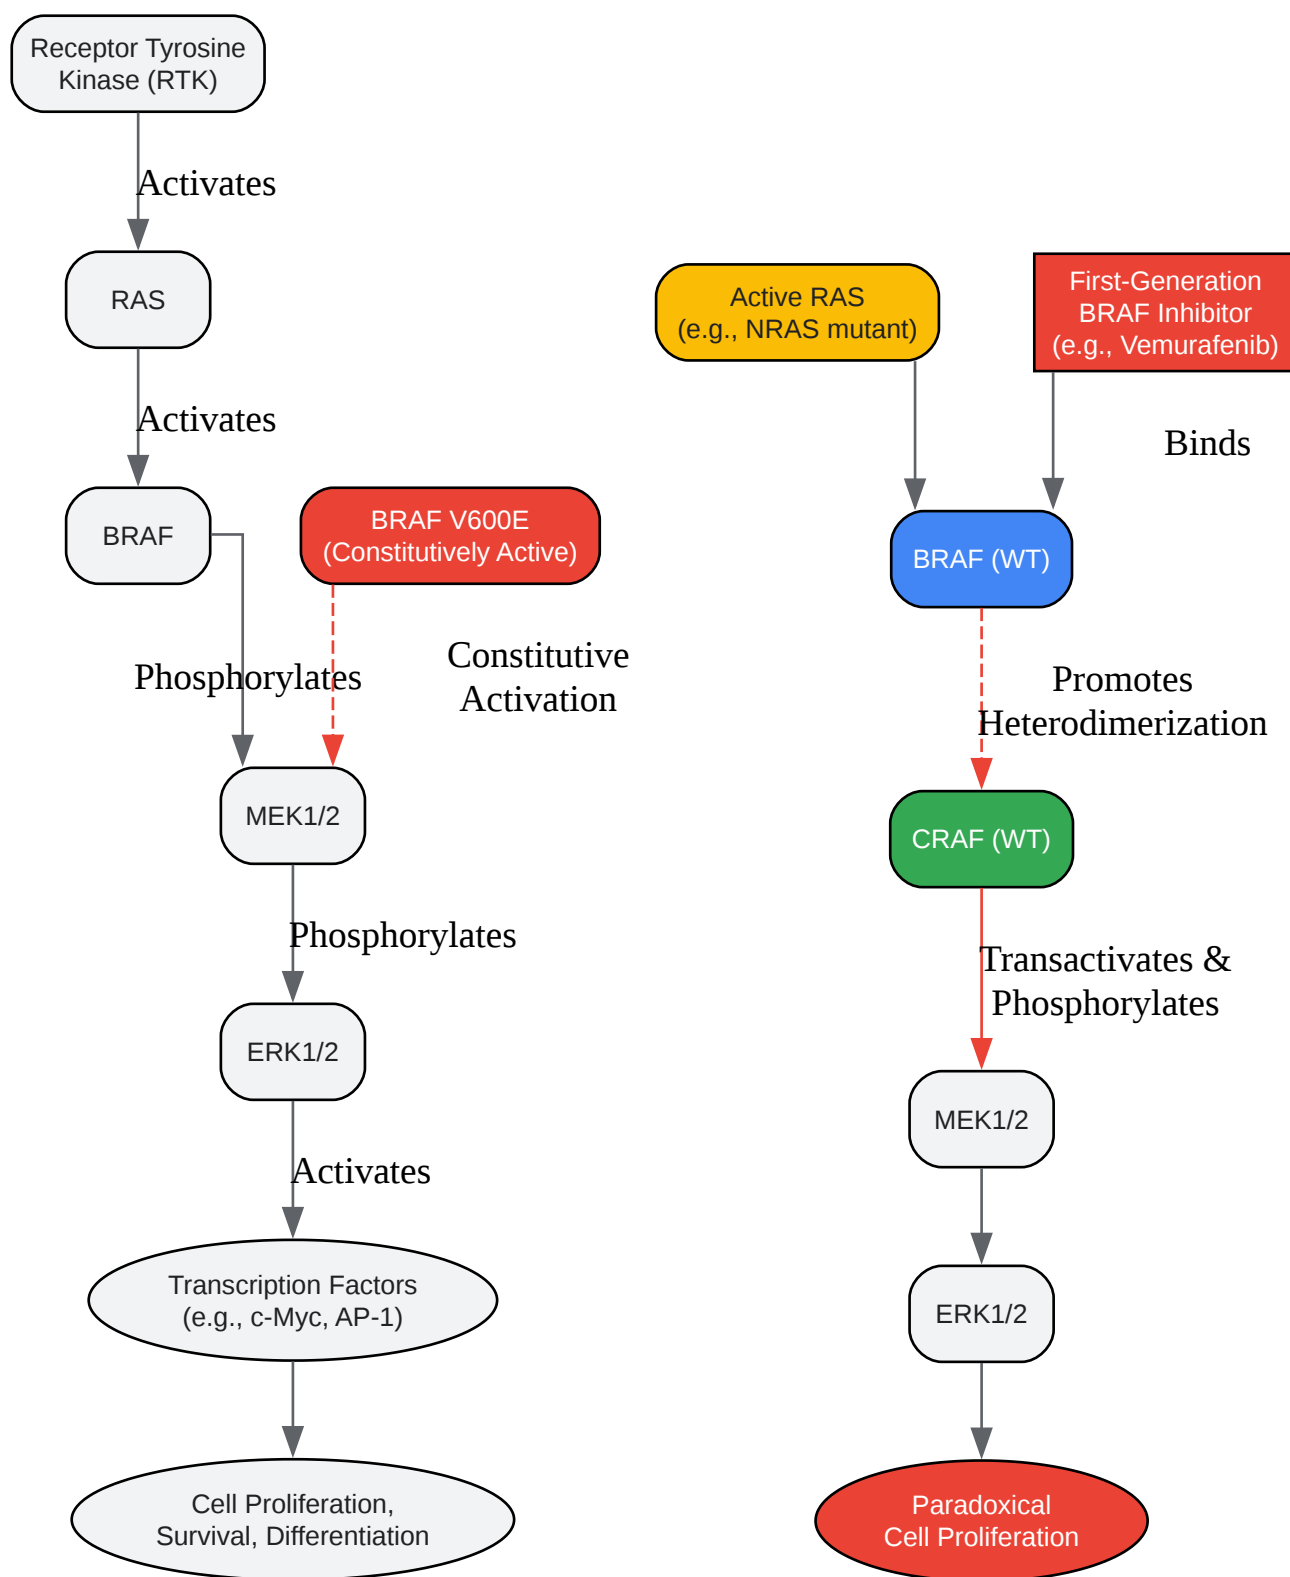 Receptor Tyrosine
Kinase (RTK)
Activates
RAS
Activates
BRAF
BRAF V600E
(Constitutively Active)
Phosphorylates
Constitutive
Activation
MEK1/2
Phosphorylates
ERK1/2
Activates
Transcription Factors
(e.g., c-Myc, AP-1)
Cell Proliferation,
Survival, Differentiation
Active RAS
(e.g., NRAS mutant)
First-Generation
BRAF Inhibitor
(e.g., Vemurafenib)
Binds
BRAF (WT)
Promotes
Heterodimerization
CRAF (WT)
Transactivates &
Phosphorylates
MEK1/2
ERK1/2
Paradoxical
Cell Proliferation